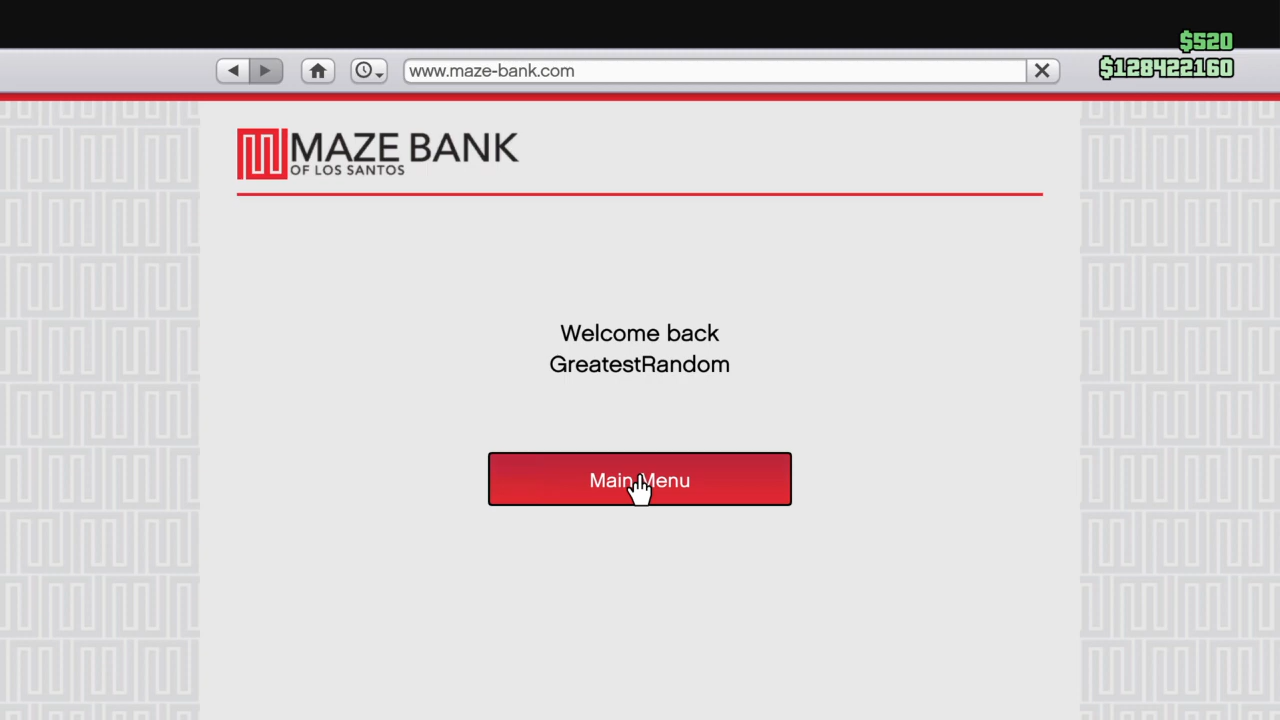 $520
www.maze-bank.com
$128422160
MAZE BANK
OF LOS SANTOS
Welcome back
GreatestRandom
Main Menu